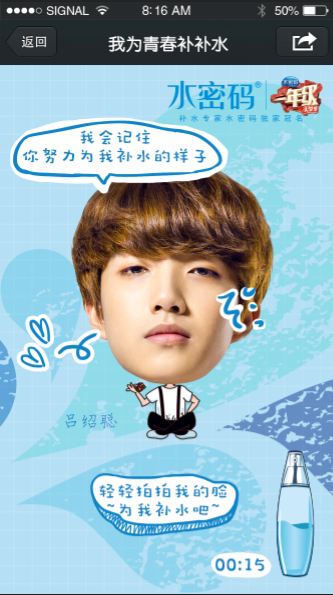 SIGNAL 8:16 AM 50%
返回 我为青春补补水
水密码®
一年级
补水专家水密码独家冠名
我会记住
你努力为我补水的样子
吕绍聪
轻轻拍拍我的脸
~为我补水吧~
00:15